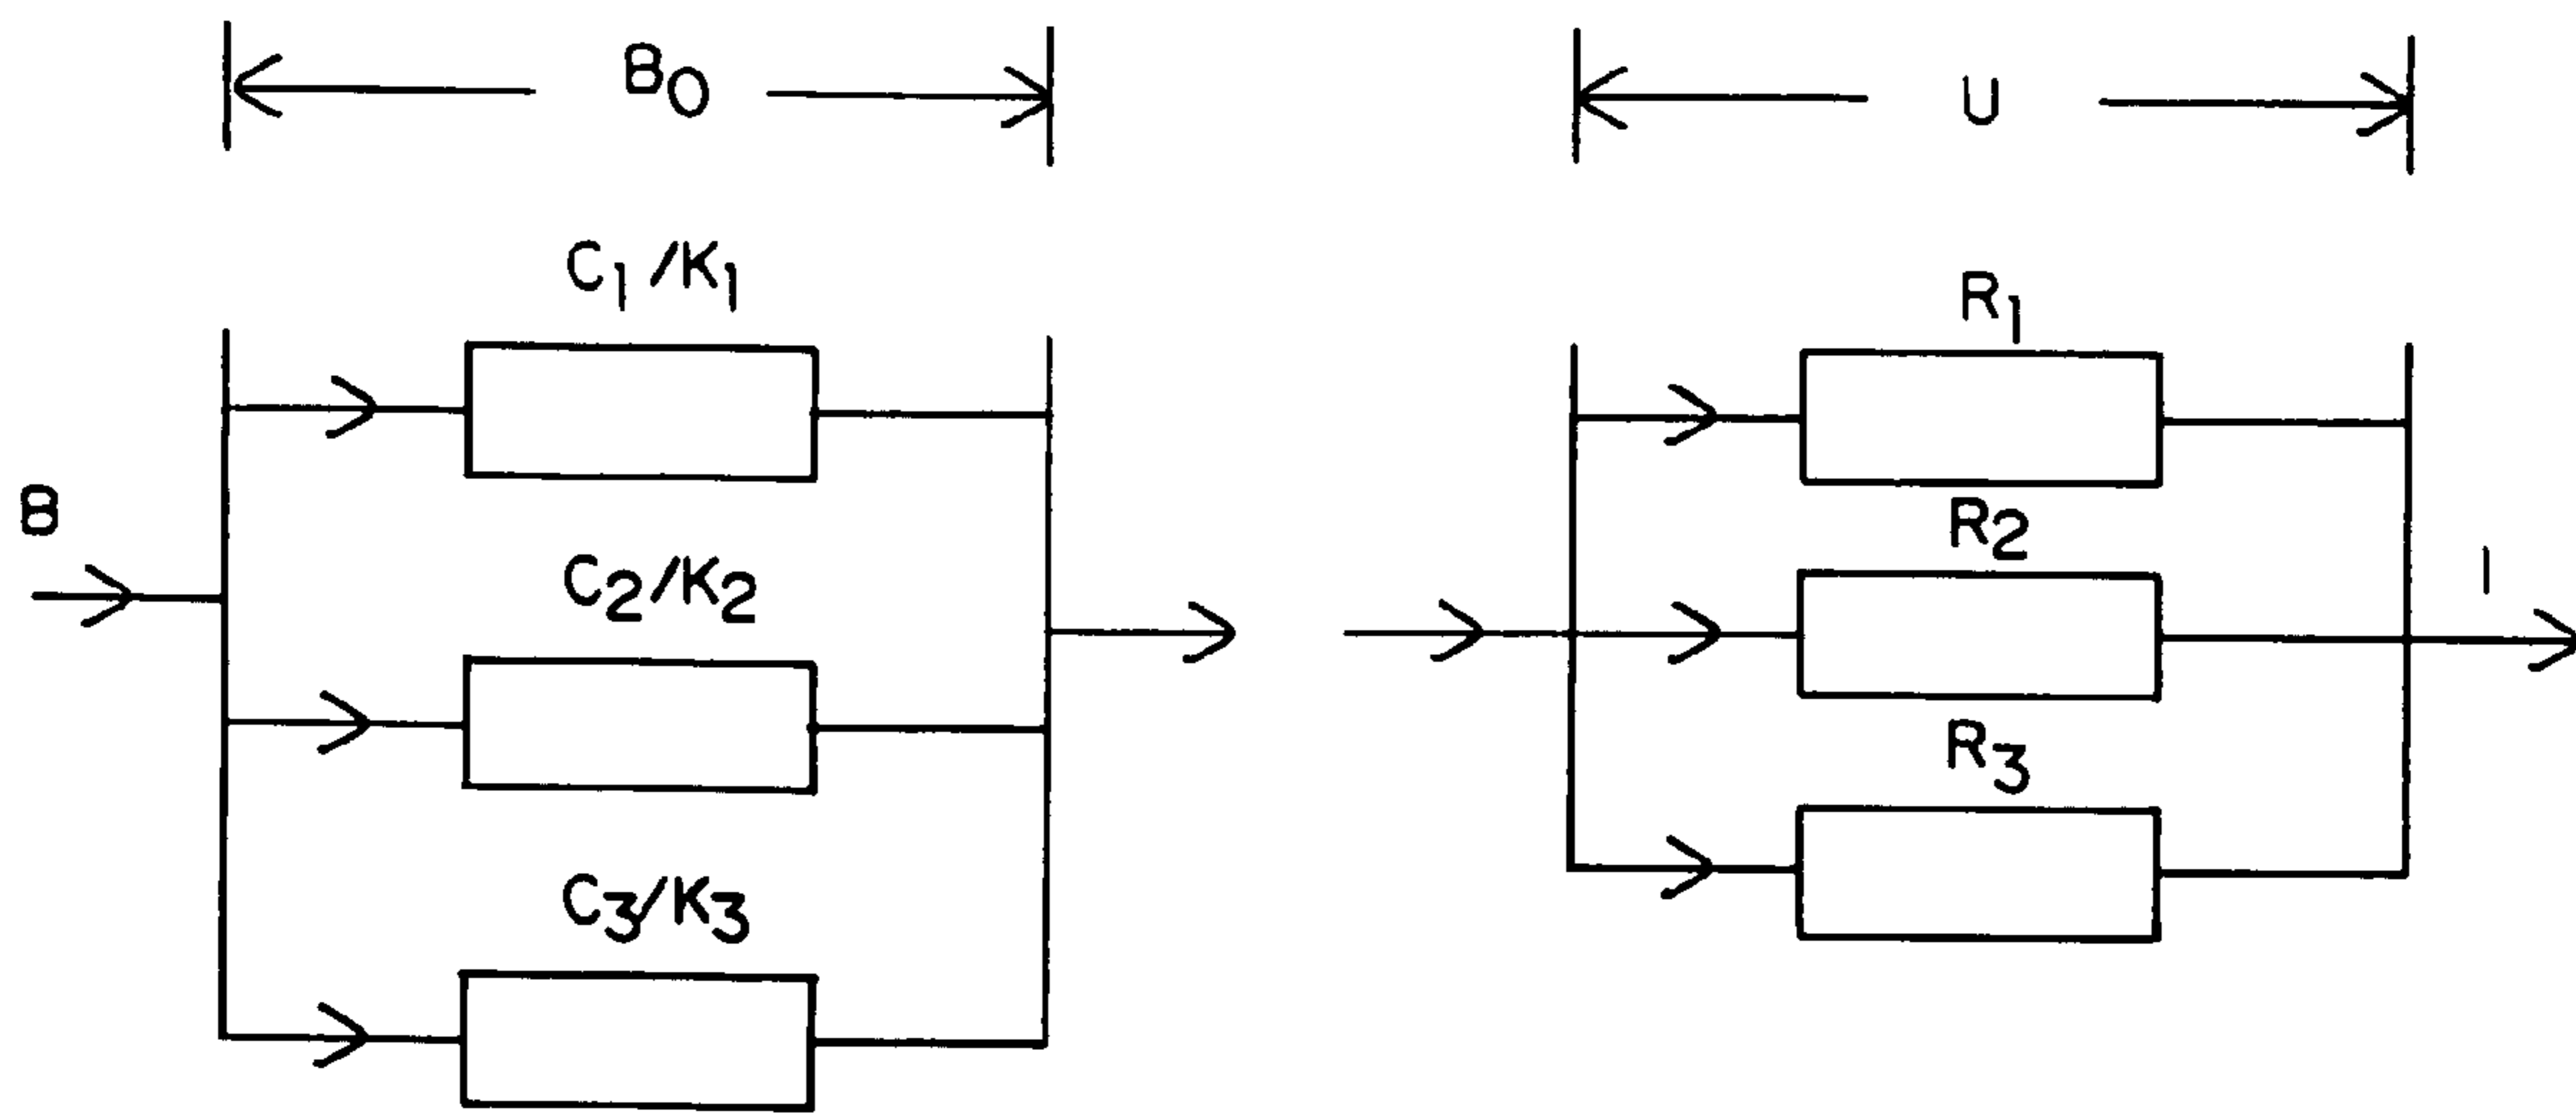 B₀
U
C₁/K₁
R₁
B
R₂
I
C₂/K₂
R₃
C₃/K₃